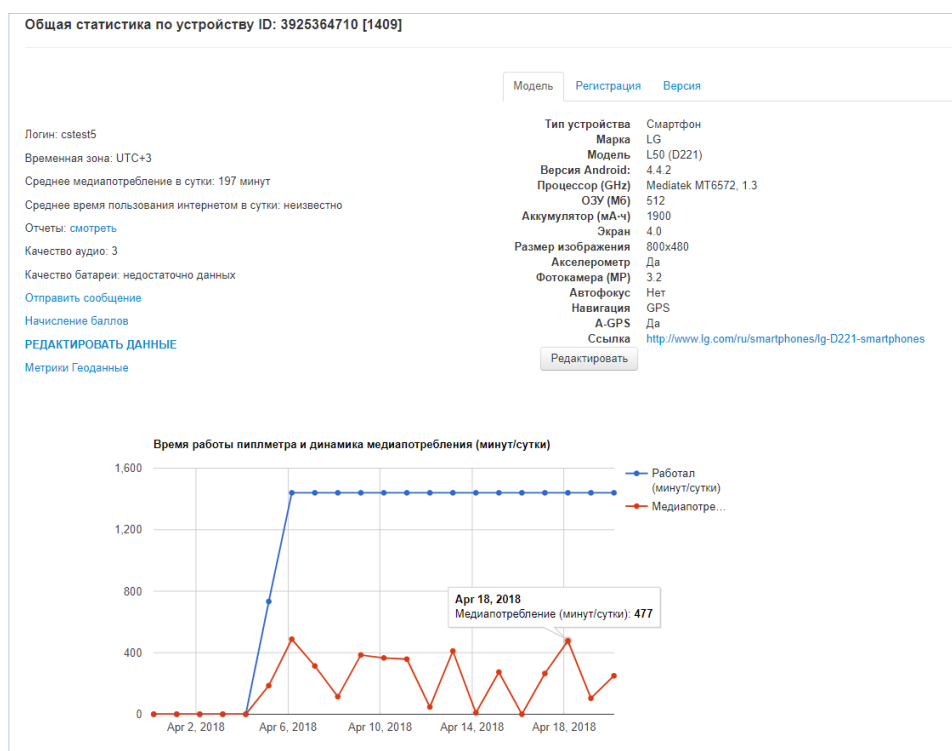 Общая статистика по устройству ID: 3925364710 [1409]
Модель Регистрация Версия
Логин: cstest5
Временная зона: UTC+3
Среднее медиапотребление в сутки: 197 минут
Среднее время пользования интернетом в сутки: неизвестно
Отчеты: смотреть
Качество аудио: 3
Качество батареи: недостаточно данных
Отправить сообщение
Начисление баллов
РЕДАКТИРОВАТЬ ДАННЫЕ
Метрики Геоданные
Тип устройства Смартфон
Марка LG
Модель L50 (D221)
Версия Android: 4.4.2
Процессор (GHz) Mediatek MT6572, 1.3
ОЗУ (Мб) 512
Аккумулятор (мА·ч) 1900
Экран 4.0
Размер изображения 800x480
Акселерометр Да
Фотокамера (МР) 3.2
Автофокус Нет
Навигация GPS
A-GPS Да
Ссылка http://www.lg.com/ru/smartphones/lg-D221-smartphones
Редактировать
Время работы пиплметра и динамика медиапотребления (минут/сутки)
1,600
1,200
800
400
0
Работал
(минут/сутки)
Медиапотре...
Apr 18, 2018
Медиапотребление (минут/сутки): 477
Apr 2, 2018 Apr 6, 2018 Apr 10, 2018 Apr 14, 2018 Apr 18, 2018